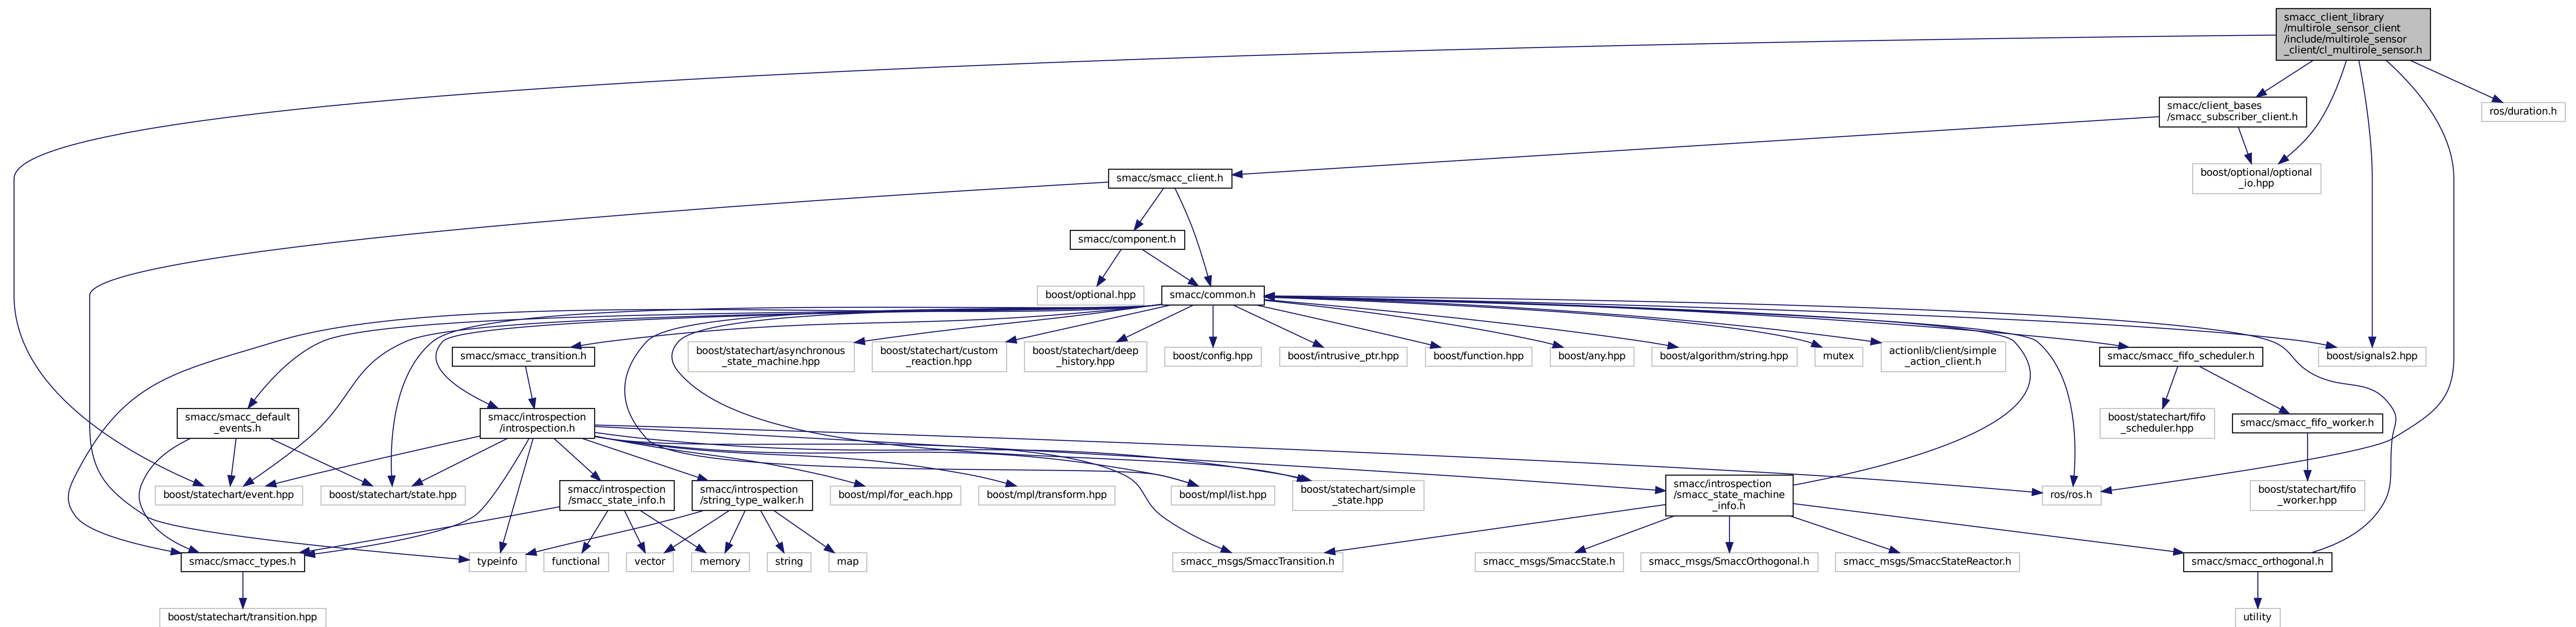 smacc_client_library
/multirole_sensor_client
/include/multirole_sensor
_client/cl_multirole_sensor.h
smacc/client_bases
/smacc_subscriber_client.h
ros/duration.h
smacc/smacc_client.h
boost/optional/optional
_io.hpp
smacc/component.h
boost/optional.hpp
smacc/common.h
smacc/smacc_transition.h
boost/statechart/asynchronous
_state_machine.hpp
boost/statechart/custom
_reaction.hpp
boost/statechart/deep
_history.hpp
boost/config.hpp
boost/intrusive_ptr.hpp
boost/function.hpp
boost/any.hpp
boost/algorithm/string.hpp
mutex
actionlib/client/simple
_action_client.h
smacc/smacc_fifo_scheduler.h
boost/signals2.hpp
smacc/smacc_default
_events.h
smacc/introspection
/introspection.h
boost/statechart/fifo
_scheduler.hpp
smacc/smacc_fifo_worker.h
boost/statechart/event.hpp
boost/statechart/state.hpp
smacc/introspection
/smacc_state_info.h
smacc/introspection
/string_type_walker.h
boost/mpl/for_each.hpp
boost/mpl/transform.hpp
boost/mpl/list.hpp
boost/statechart/simple
_state.hpp
smacc/introspection
/smacc_state_machine
_info.h
ros/ros.h
boost/statechart/fifo
_worker.hpp
smacc/smacc_types.h
typeinfo
functional
vector
memory
string
map
smacc_msgs/SmaccTransition.h
smacc_msgs/SmaccState.h
smacc_msgs/SmaccOrthogonal.h
smacc_msgs/SmaccStateReactor.h
smacc/smacc_orthogonal.h
boost/statechart/transition.hpp
utility